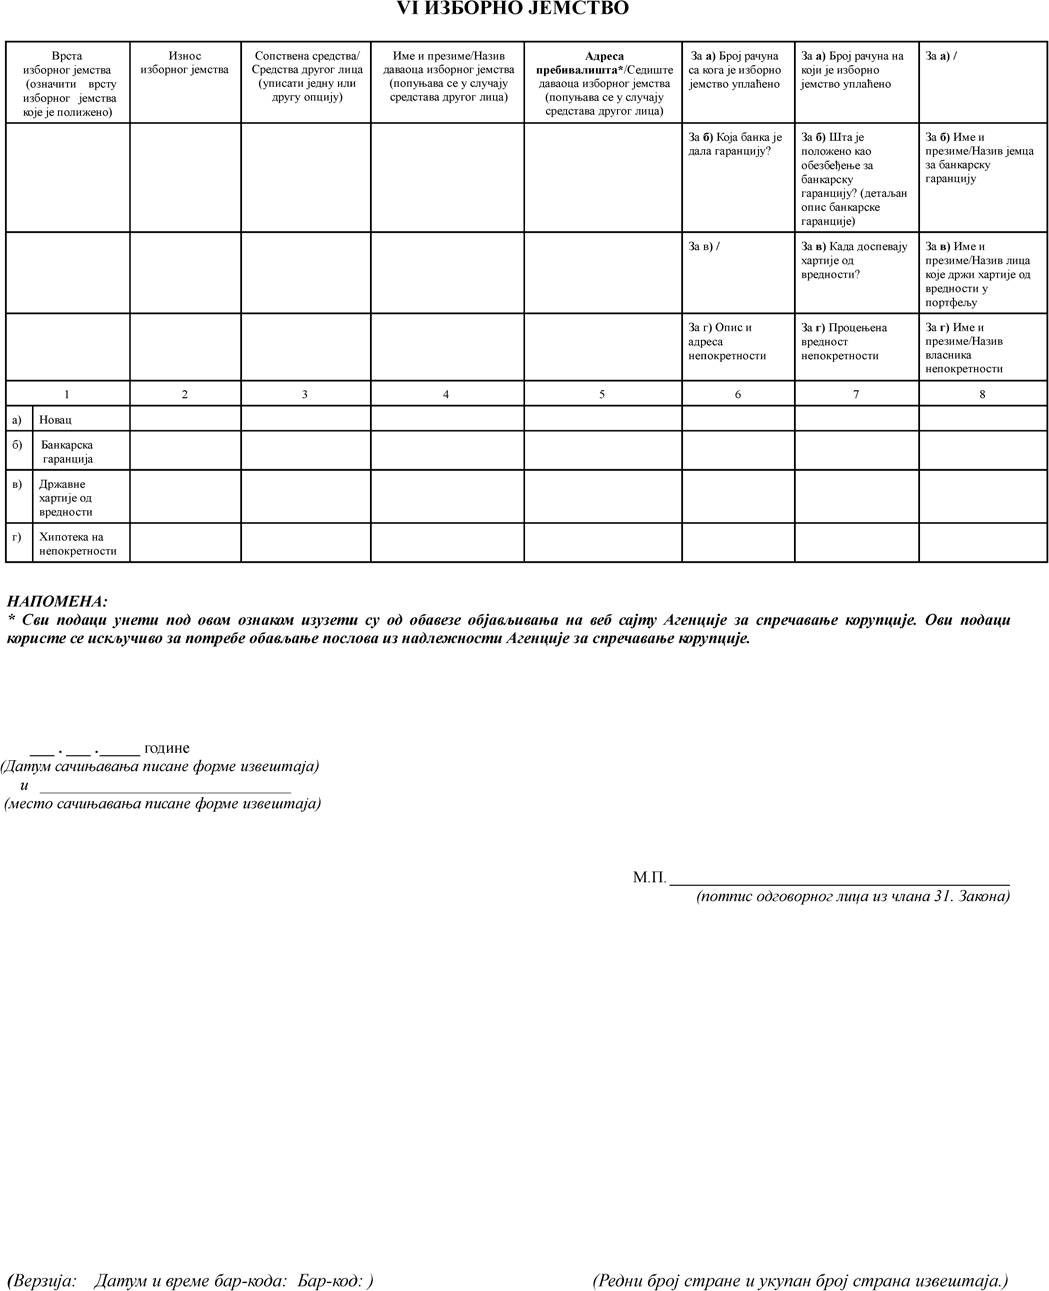 VI ИЗБОРНО ЈЕМСТВО
Врста
изборног јемства
(означити врсту
изборног јемства
које је полижено)
Износ
изборног јемства
Сопствена средства/
Средства другог лица
(уписати једну или
другу опцију)
Име и презиме/Назив
даваоца изборног јемства
(попуњава се у случају
средстава другог лица)
Адреса
пребивалишта*/Седиште
даваоца изборног јемства
(попуњава се у случају
средстава другог лица)
За а) Број рачуна
са кога је изборно
јемство уплаћено
За а) Број рачуна на
који је изборно
јемство уплаћено
За а) /
За б) Која банка је
дала гаранцију?
За б) Шта је
положено као
обезбеђење за
банкарску
гаранцију? (детаљан
опис банкарске
гаранције)
За б) Име и
презиме/Назив јемца
за банкарску
гаранцију
За в) /
За в) Када доспевају
хартије од
вредности?
За в) Име и
презиме/Назив лица
које држи хартије од
вредности у
портфељу
За г) Опис и
адреса
непокретности
За г) Процењена
вредност
непокретности
За г) Име и
презиме/Назив
власника
непокретности
1 2 3 4 5 6 7 8
а) Новац
б) Банкарска
гаранција
в) Државне
хартије од
вредности
г) Хипотека на
непокретности
НАПОМЕНА:
* Сви подаци унети под овом ознаком изузети су од обавезе објављивања на веб сајту Агенције за спречавање корупције. Ови подаци
користе се искључиво за потребе обављање послова из надлежности Агенције за спречавање корупције.
___ . ___ ._____ године
(Датум сачињавања писане форме извештаја)
и _______________________________
(место сачињавања писане форме извештаја)
М.П. __________________________________________
(потпис одговорног лица из члана 31. Закона)
(Верзија: Датум и време бар-кода: Бар-код: )
(Редни број стране и укупан број страна извештаја.)